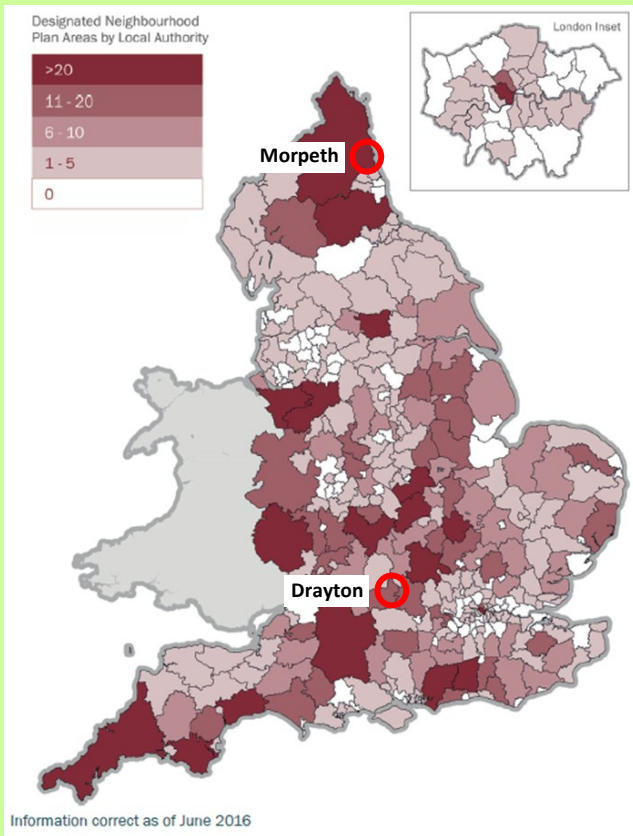 Designated Neighbourhood
Plan Areas by Local Authority
>20
11 - 20
6 - 10
1 - 5
0
London Inset
Morpeth
Drayton
Information correct as of June 2016